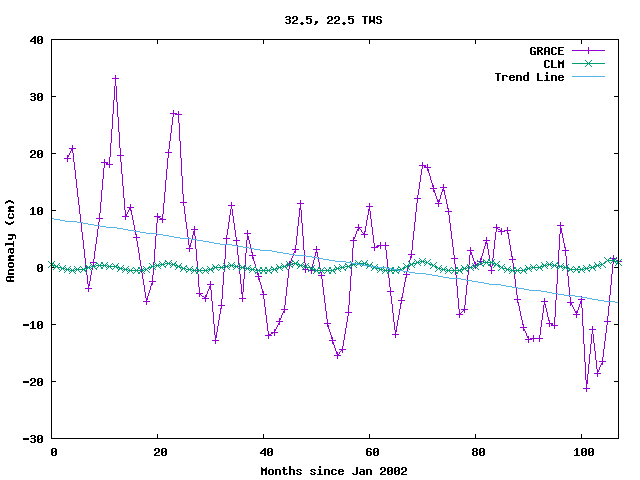 32.5, 22.5 TWS
GRACE
CLM
Trend Line
40
30
20
10
0
-10
-20
-30
Anomaly (cm)
0 20 40 60 80 100
Months since Jan 2002